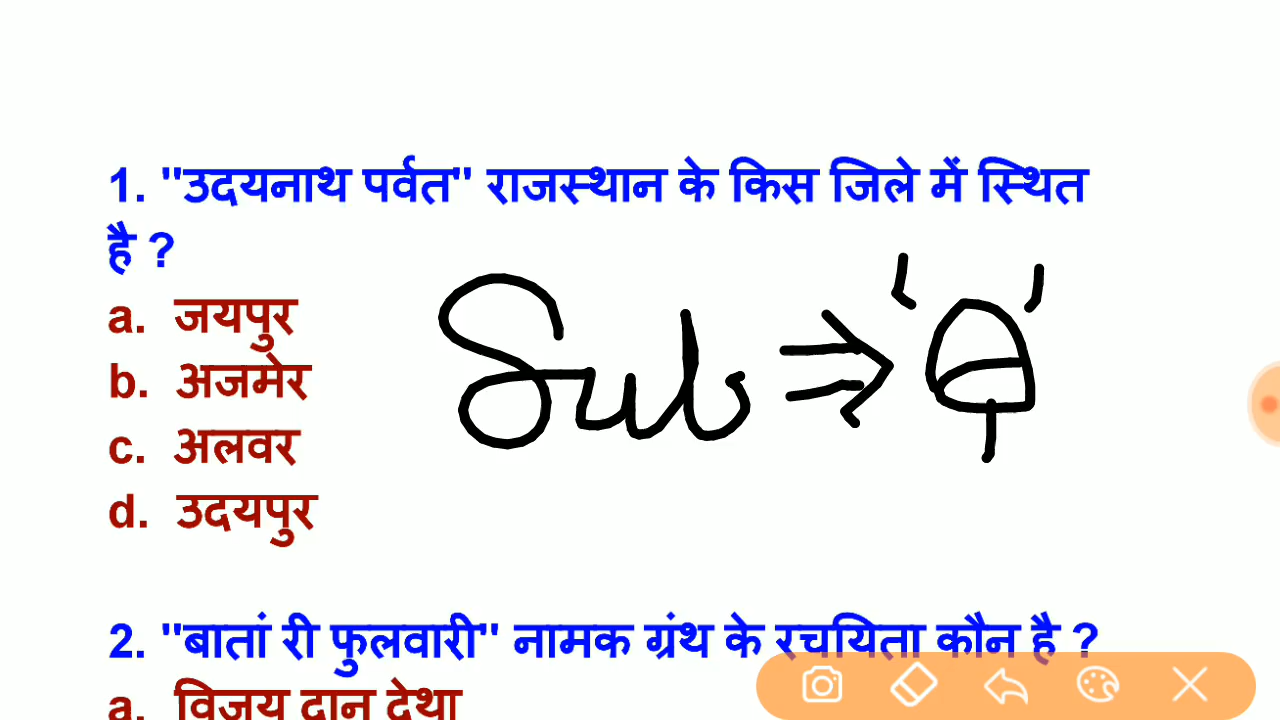 1. "उदयनाथ पर्वत" राजस्थान के किस जिले में स्थित
है ?
a. जयपुर
b. अजमेर
c. अलवर
d. उदयपुर
Sub ⇒
2. "बातां री फुलवारी" नामक ग्रंथ के रचयिता कौन है ?
a. विजय दान देथा